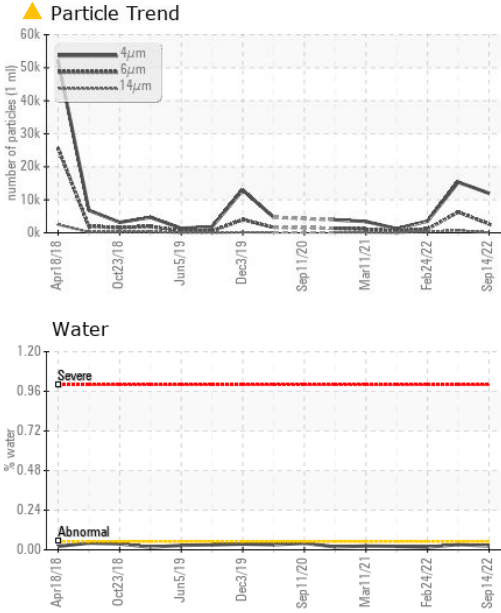 Particle Trend
number of particles (1 ml)
60k
50k
40k
30k
20k
10k
0k
4µm
6µm
14µm
Apr18/18
Oct23/18
Jun5/19
Dec3/19
Sep11/20
Mar11/21
Feb24/22
Sep14/22
Water
% water
1.20
0.96
0.72
0.48
0.24
0.00
Severe
Abnormal
Apr18/18
Oct23/18
Jun5/19
Dec3/19
Sep11/20
Mar11/21
Feb24/22
Sep14/22